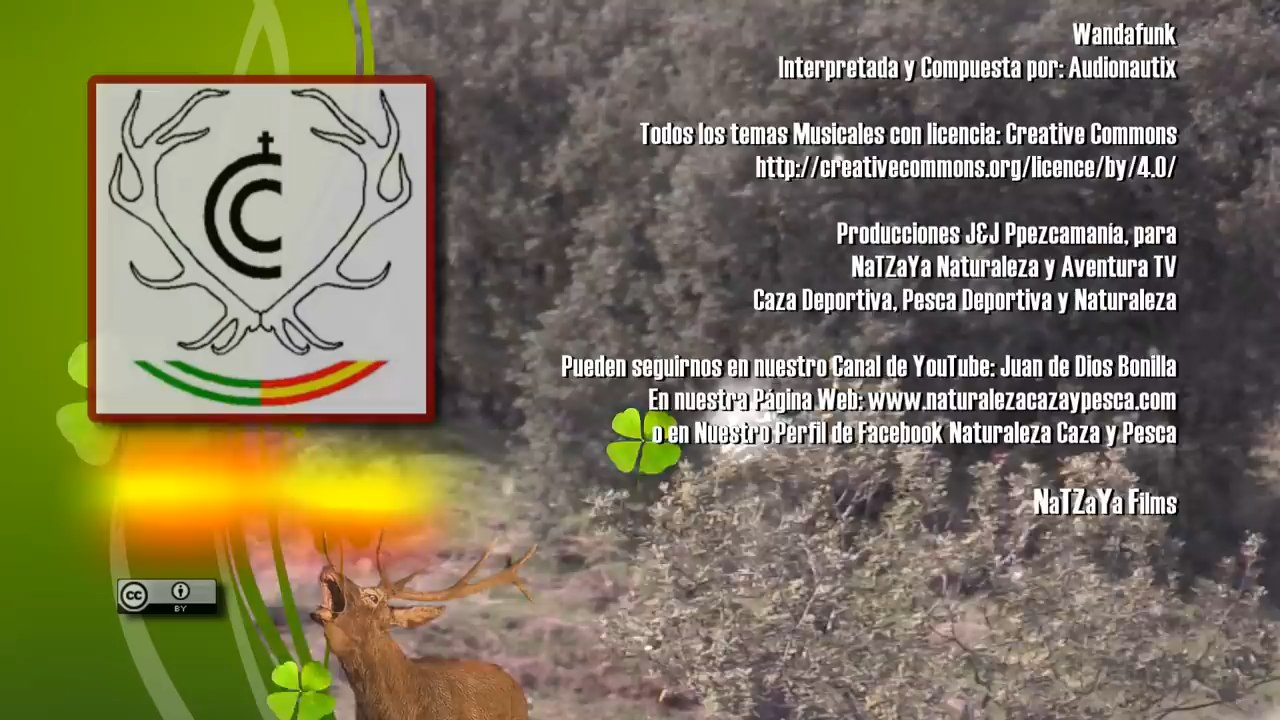 Wandafunk
Interpretada y Compuesta por: Audionautix
Todos los temas Musicales con licencia: Creative Commons
http://creativecommons.org/licence/by/4.0/
Producciones J&J Ppezcamanía, para
NaTZaYa Naturaleza y Aventura TV
Caza Deportiva, Pesca Deportiva y Naturaleza
Pueden seguirnos en nuestro Canal de YouTube: Juan de Dios Bonilla
En nuestra Página Web: www.naturalezacazaypesca.com
o en Nuestro Perfil de Facebook Naturaleza Caza y Pesca
NaTZaYa Films
CC
cc
BY